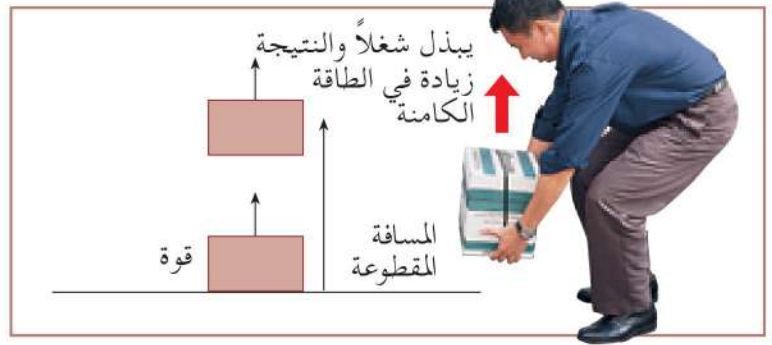 يبذل شغلاً والنتيجة
زيادة في الطاقة
الكامنة
المسافة
المقطوعة
قوة